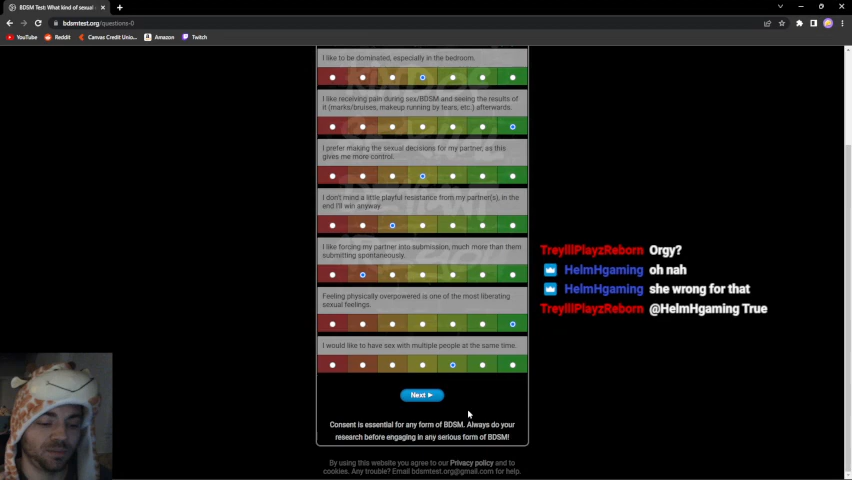 BDSM Test: What kind of sexual
bdsmtest.org/questions-0
YouTube Reddit Canvas Credit Unio... Amazon Twitch
I like to be dominated, especially in the bedroom.
I like receiving pain during sex/BDSM and seeing the results of
it (marks/bruises, makeup running by tears, etc.) afterwards.
I prefer making the sexual decisions for my partner, as this
gives me more control.
I don't mind a little playful resistance from my partner(s), in the
end I'll win anyway.
I like forcing my partner into submission, much more than them
submitting spontaneously.
Feeling physically overpowered is one of the most liberating
sexual feelings.
I would like to have sex with multiple people at the same time.
Next
Consent is essential for any form of BDSM. Always do your
research before engaging in any serious form of BDSM!
By using this website you agree to our Privacy policy and to
cookies. Any trouble? Email bdsmtest.org@gmail.com for help.
TreyIIIPlayzReborn Orgy?
HelmHgaming oh nah
HelmHgaming she wrong for that
TreyIIIPlayzReborn @HelmHgaming True